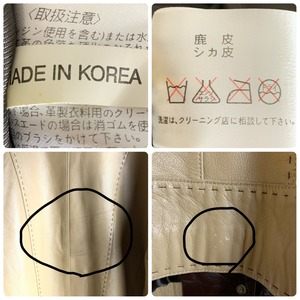 〈取扱注意〉
ジン使用を含む)または水
MADE IN KOREA
場合、革製衣料用のクリー
スエードの場合は消ゴムを使
のブラシをかけて下さい。
鹿皮
シカ皮
洗濯は、クリーニング店に相談して下さい。